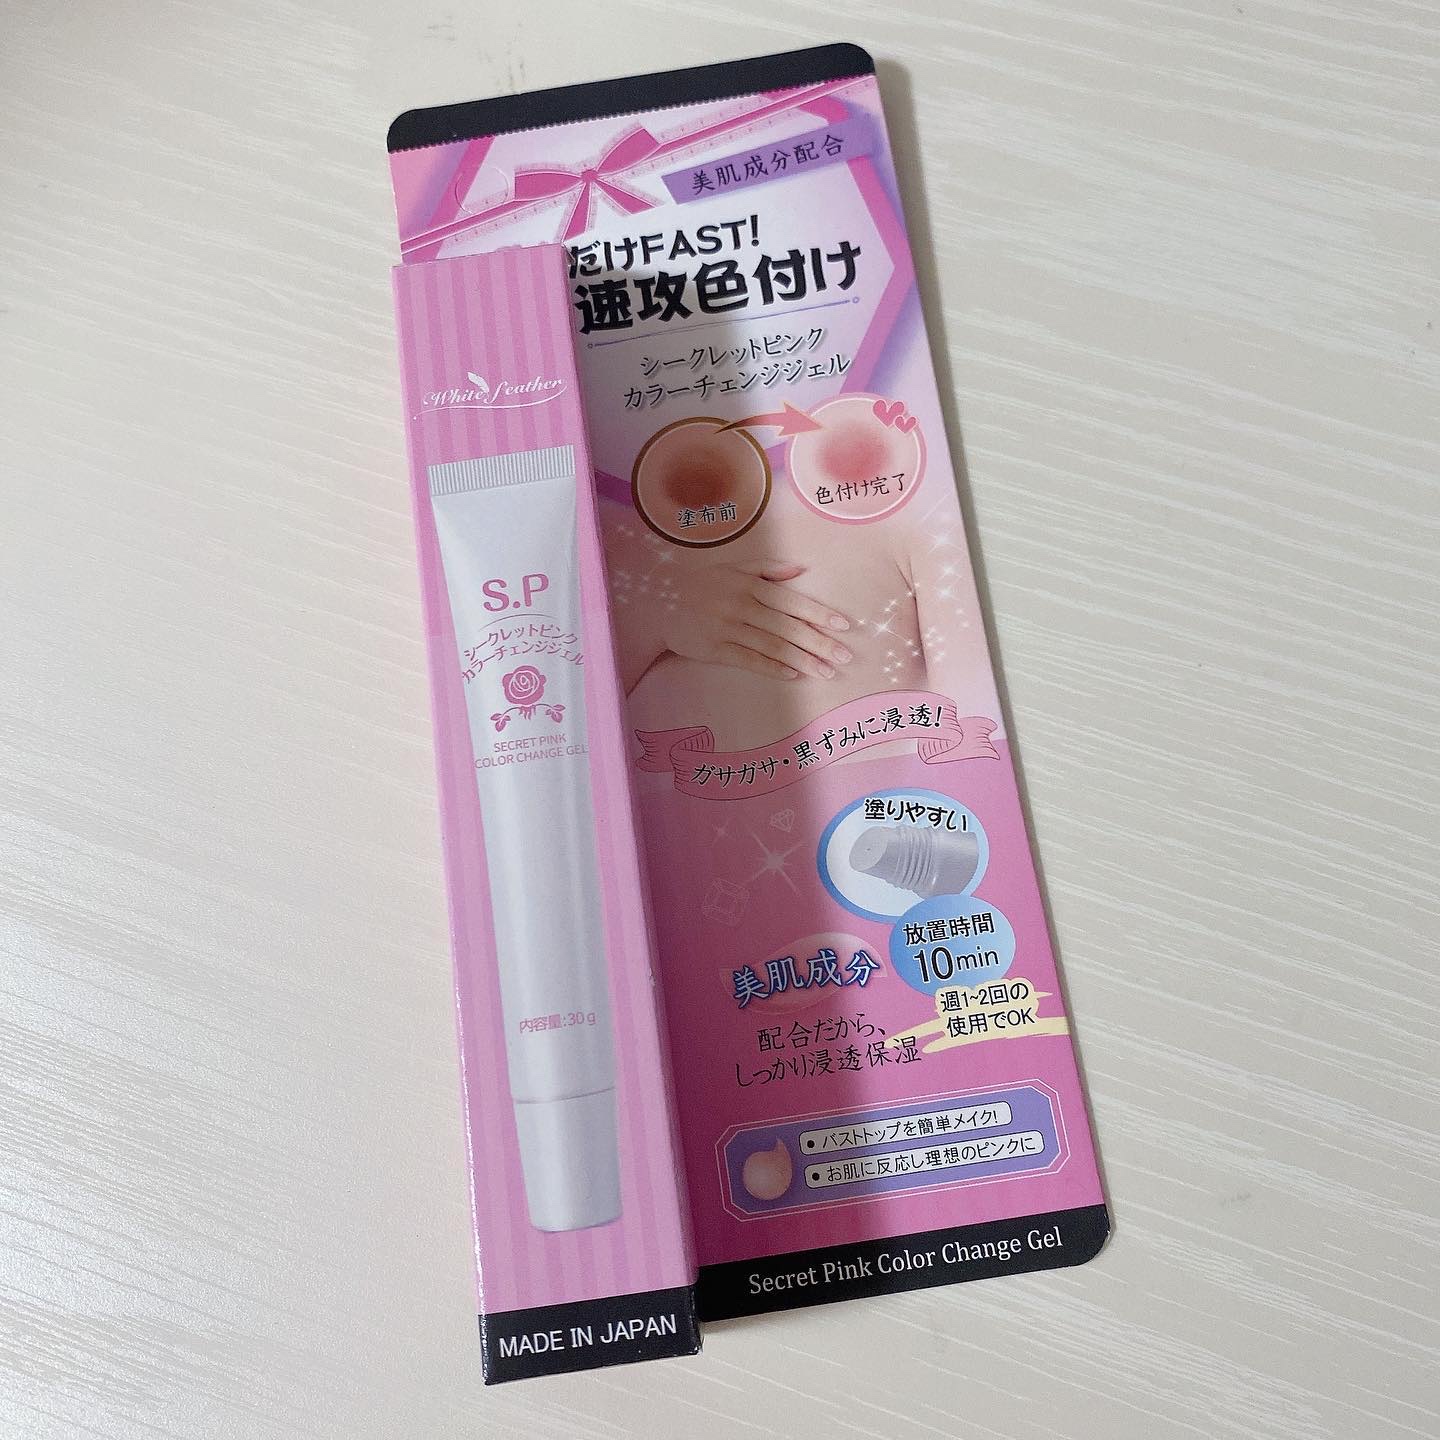 美肌成分配合
だけFAST!
速攻色付け
シークレットピンク
カラーチェンジジェル
塗布前
色付け完了
White feather
S.P
シークレットピンク
カラーチェンジジェル
SECRET PINK
COLOR CHANGE GEL
内容量:30g
MADE IN JAPAN
ガサガサ・黒ずみに浸透!
塗りやすい
放置時間
10min
週1~2回の
使用でOK
美肌成分
配合だから、
しっかり浸透保湿
• バストトップを簡単メイク!
• お肌に反応し理想のピンクに
Secret Pink Color Change Gel